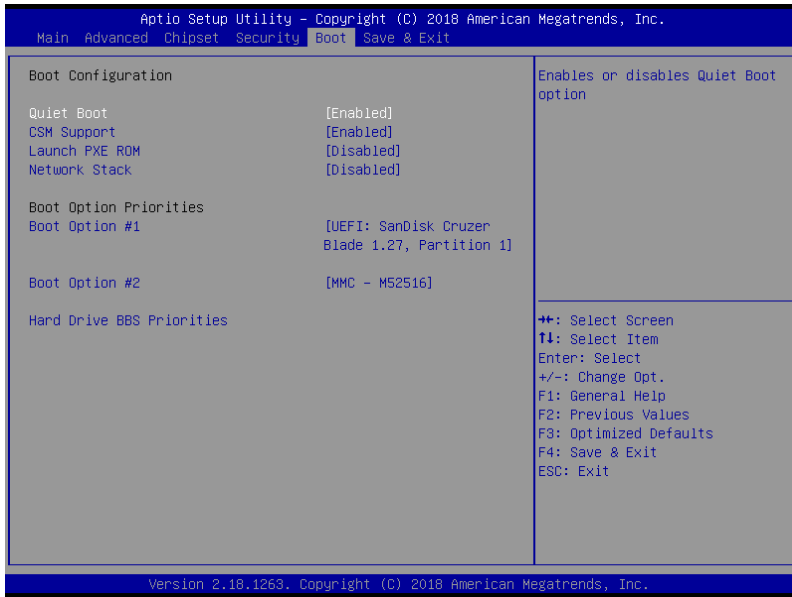 Aptio Setup Utility – Copyright (C) 2018 American Megatrends, Inc.
Main Advanced Chipset Security Boot Save & Exit
Boot Configuration
Quiet Boot [Enabled]
CSM Support [Enabled]
Launch PXE ROM [Disabled]
Network Stack [Disabled]
Boot Option Priorities
Boot Option #1 [UEFI: SanDisk Cruzer
Blade 1.27, Partition 1]
Boot Option #2 [MMC – M52516]
Hard Drive BBS Priorities
Enables or disables Quiet Boot
option
→←: Select Screen
↑↓: Select Item
Enter: Select
+/–: Change Opt.
F1: General Help
F2: Previous Values
F3: Optimized Defaults
F4: Save & Exit
ESC: Exit
Version 2.18.1263. Copyright (C) 2018 American Megatrends, Inc.